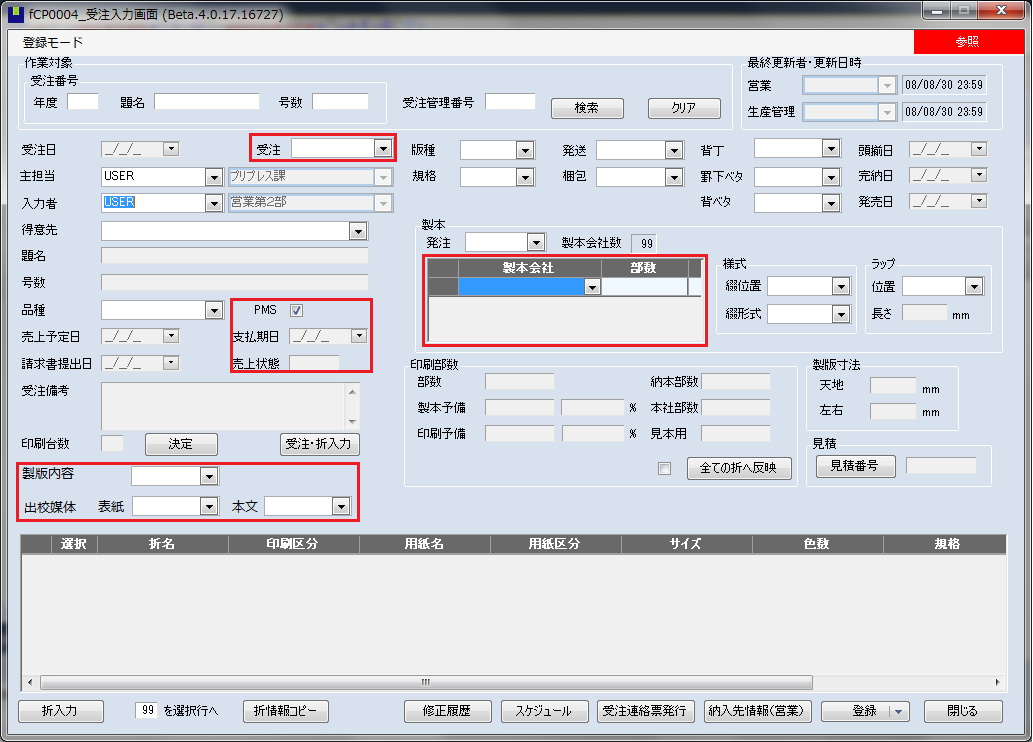 fCP0004_受注入力画面 (Beta.4.0.17.16727)
登録モード 参照
作業対象
受注番号
年度 題名 号数 受注管理番号 検索 クリア
最終更新者・更新日時
営業 08/08/30 23:59
生産管理 08/08/30 23:59
受注日 _/_/_ 受注 版種 発送 背丁 頭揃日 _/_/_
主担当 USER プリプレス課 規格 梱包 罫下ベタ 完納日 _/_/_
入力者 USER 営業第2部 背ベタ 発売日 _/_/_
得意先
題名
号数
品種 PMS
売上予定日 _/_/_ 支払期日 _/_/_
請求書提出日 _/_/_ 売上状態
受注備考
印刷台数 決定 受注・折入力
製版内容
出校媒体 表紙 本文
製本
発注 製本会社数 99
製本会社 部数
様式
綴位置
綴形式
ラップ
位置
長さ mm
印刷部数
部数 納本部数
製本予備 % 本社部数
印刷予備 % 見本用
全ての折へ反映
製版寸法
天地 mm
左右 mm
見積
見積番号
選択 折名 印刷区分 用紙名 用紙区分 サイズ 色数 規格
折入力 99 を選択行へ 折情報コピー 修正履歴 スケジュール 受注連絡票発行 納入先情報(営業) 登録 閉じる